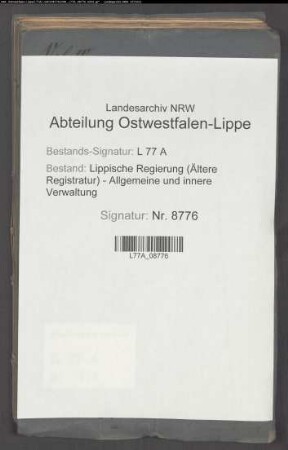 Landesarchiv NRW
Abteilung Ostwestfalen-Lippe
Bestands-Signatur: L 77 A
Bestand: Lippische Regierung (Ältere
Registratur) - Allgemeine und innere
Verwaltung
Signatur: Nr. 8776
L77A_08776